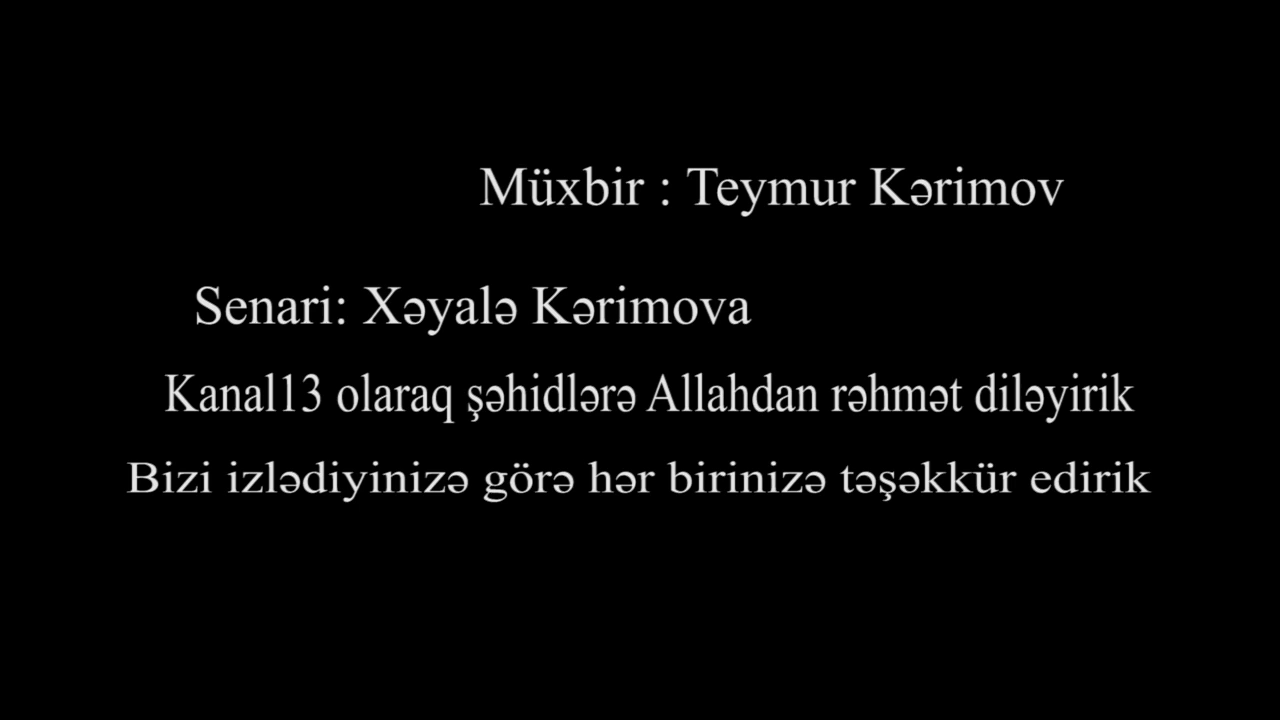 Müxbir : Teymur Kərimov
Senari: Xəyalə Kərimova
Kanal13 olaraq şəhidlərə Allahdan rəhmət diləyirik
Bizi izlədiyinizə görə hər birinizə təşəkkür edirik